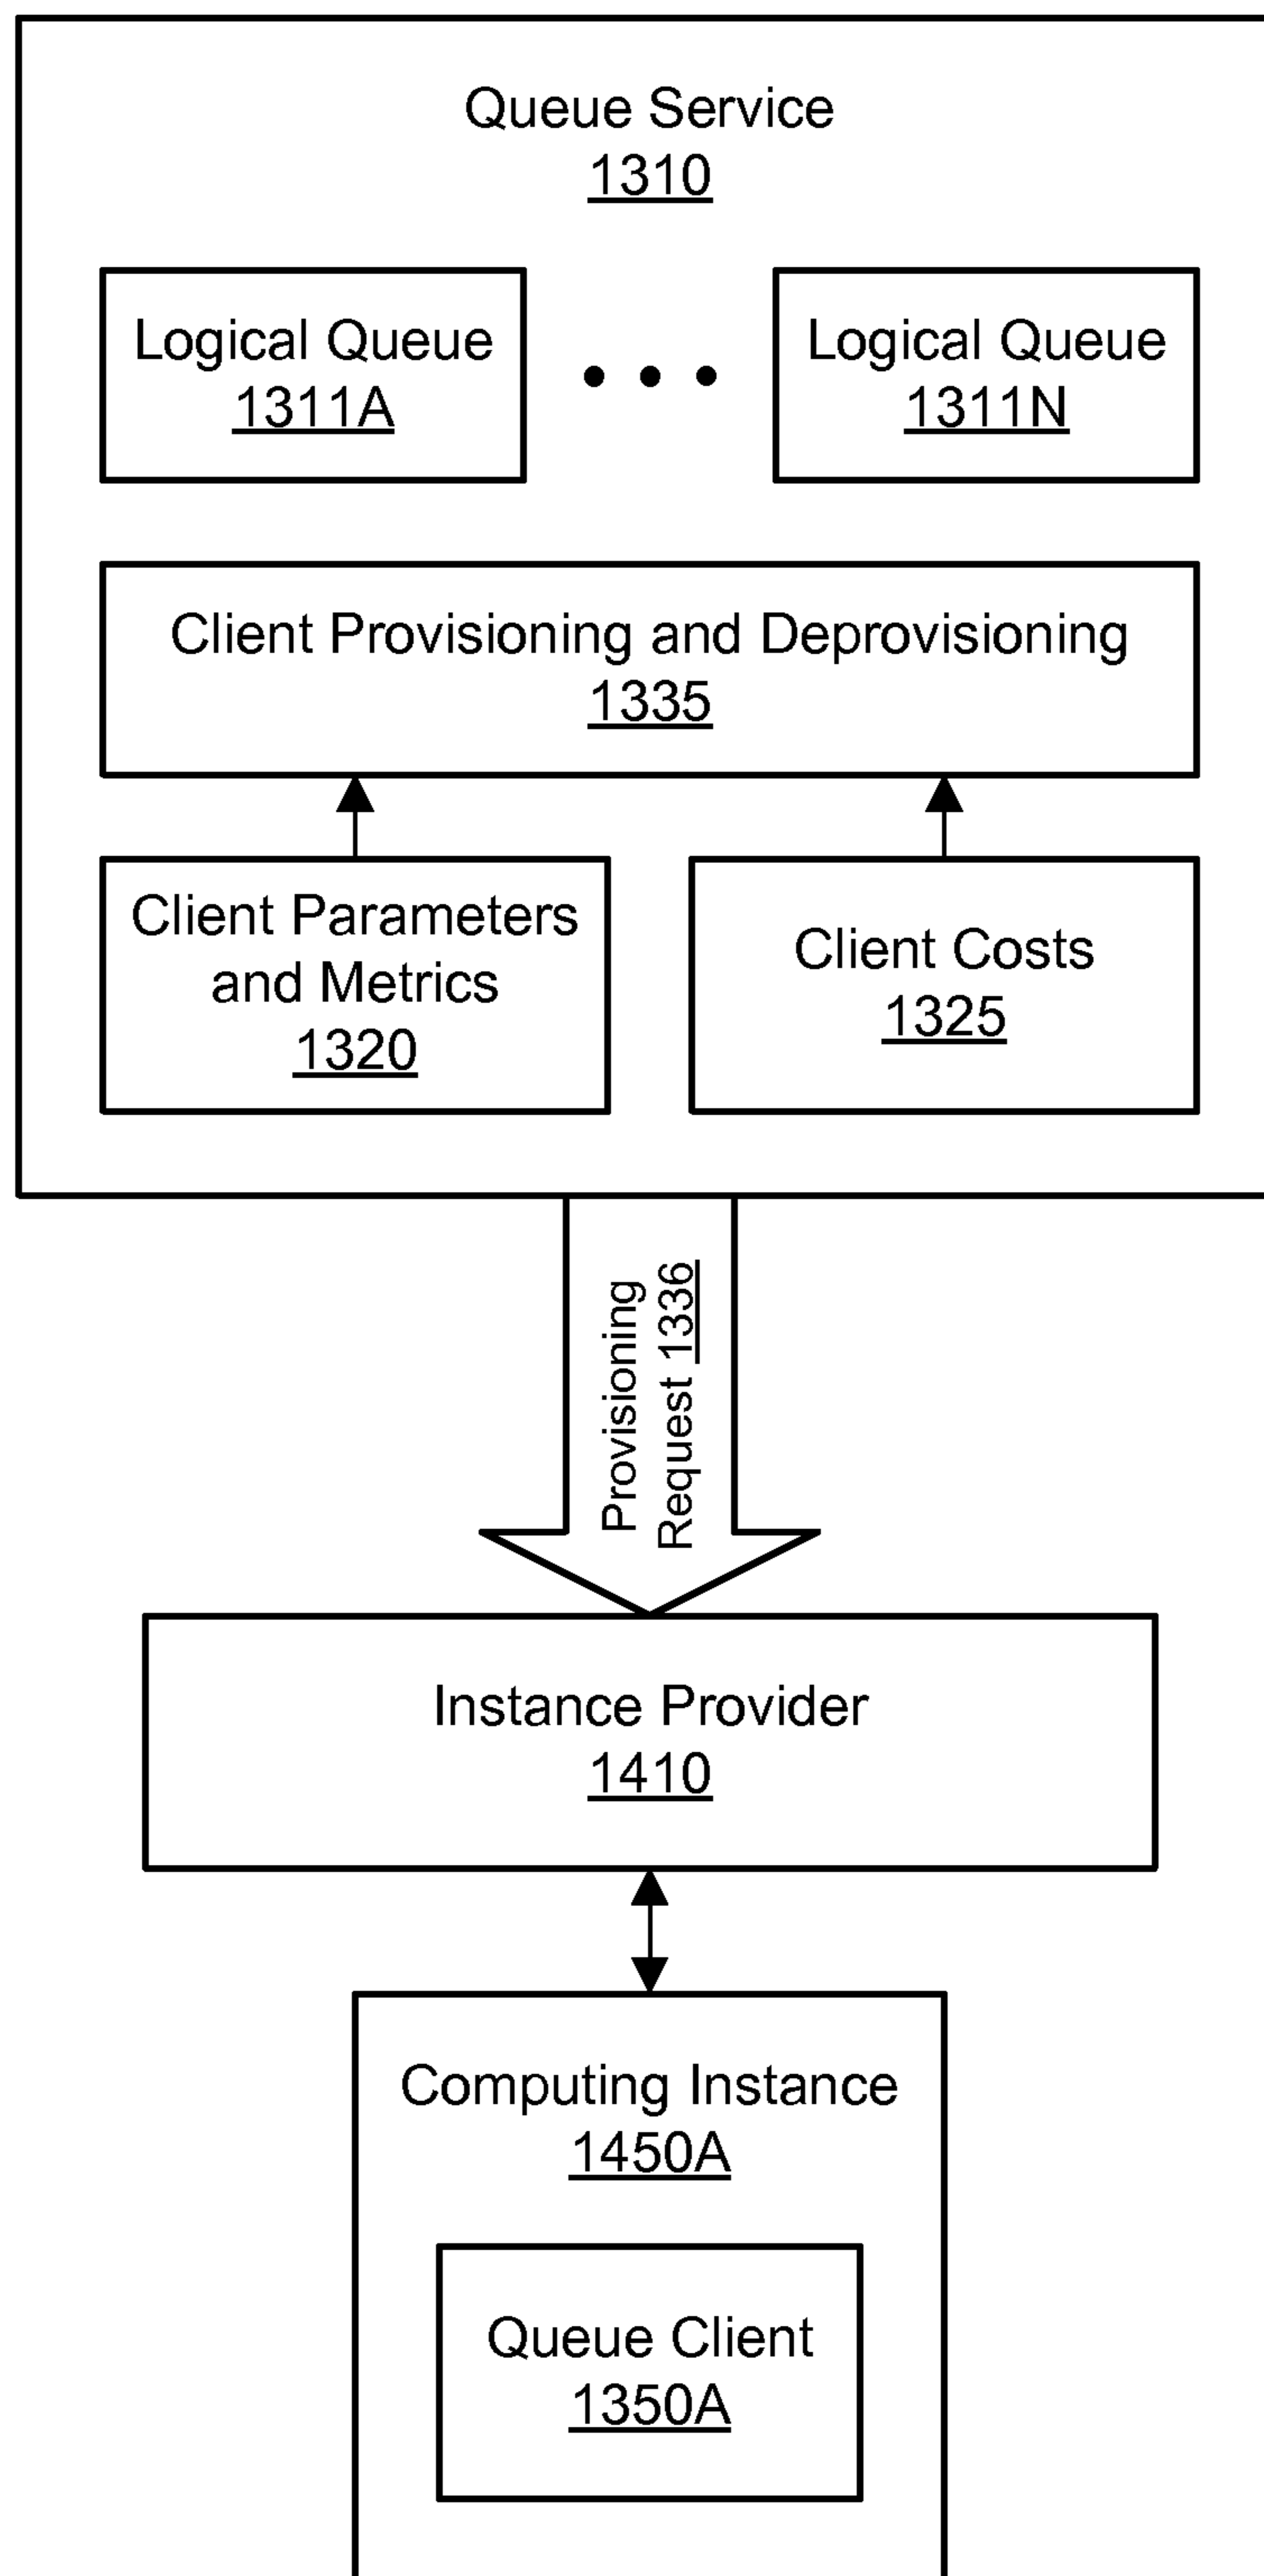 Queue Service
1310
Logical Queue
1311A
Logical Queue
1311N
Client Provisioning and Deprovisioning
1335
Client Parameters
and Metrics
1320
Client Costs
1325
Provisioning
Request 1336
Instance Provider
1410
Computing Instance
1450A
Queue Client
1350A